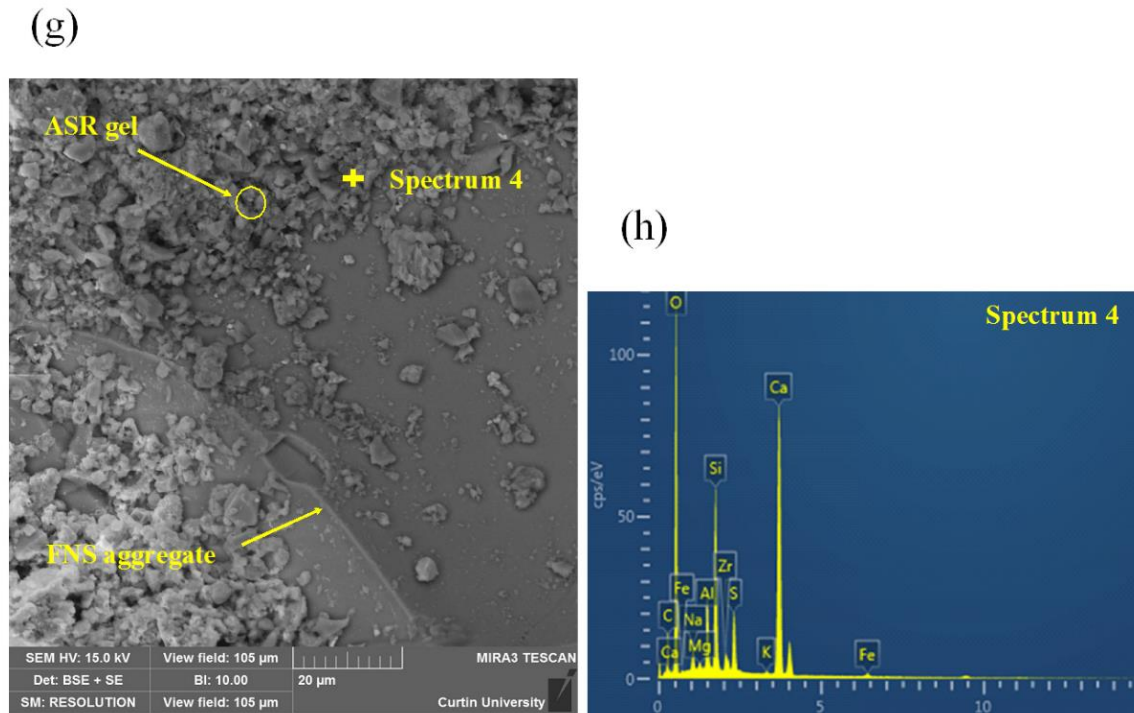 (g)
ASR gel
Spectrum 4
FNS aggregate
SEM HV: 15.0 kV
View field: 105 µm
MIRA3 TESCAN
Det: BSE + SE
BI: 10.00
20 µm
SM: RESOLUTION
View field: 105 µm
Curtin University
(h)
Spectrum 4
O
100
Ca
cps/eV
Si
50
Zr
Fe
Al
S
C
Na
Ca
Mg
K
Fe
0
0
5
10